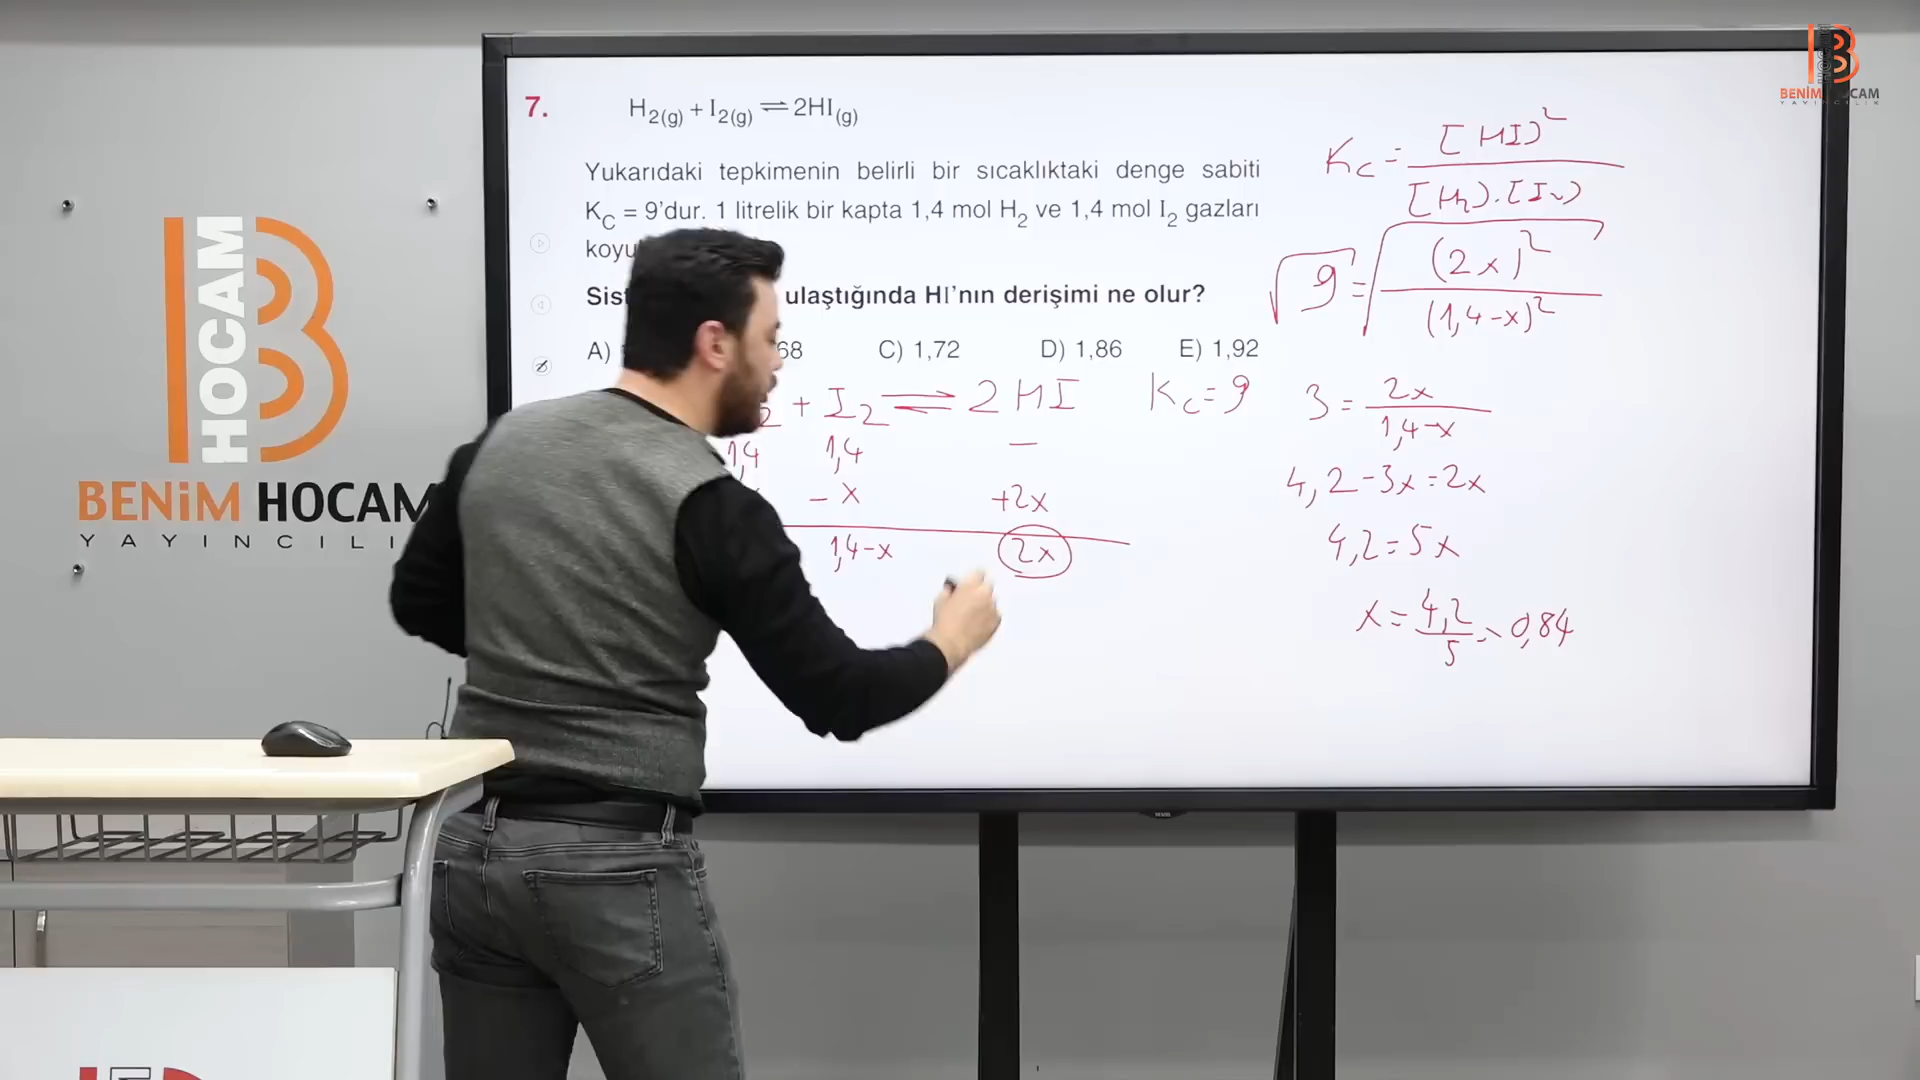 7.
H2(g) + I2(g) ⇌ 2HI(g)
Yukarıdaki tepkimenin belirli bir sıcaklıktaki denge sabiti
KC = 9'dur. 1 litrelik bir kapta 1,4 mol H2 ve 1,4 mol I2 gazları
ulaştığında HI'nın derişimi ne olur?
A) 68 C) 1,72 D) 1,86 E) 1,92
2 + I2 ⇌ 2HI Kc = 9
1,4 1,4 —
-x +2x
1,4-x 2x
Kc = [HI]² / [H2].[I2]
√9 = √(2x)² / (1,4-x)²
3 = 2x / 1,4-x
4,2-3x=2x
4,2=5x
x = 4,2 / 5 = 0,84
B HOCAM
BENİM HOCAM
YAYINCILI
B HOCAM
BENİM HOCAM
YAYINCILIK